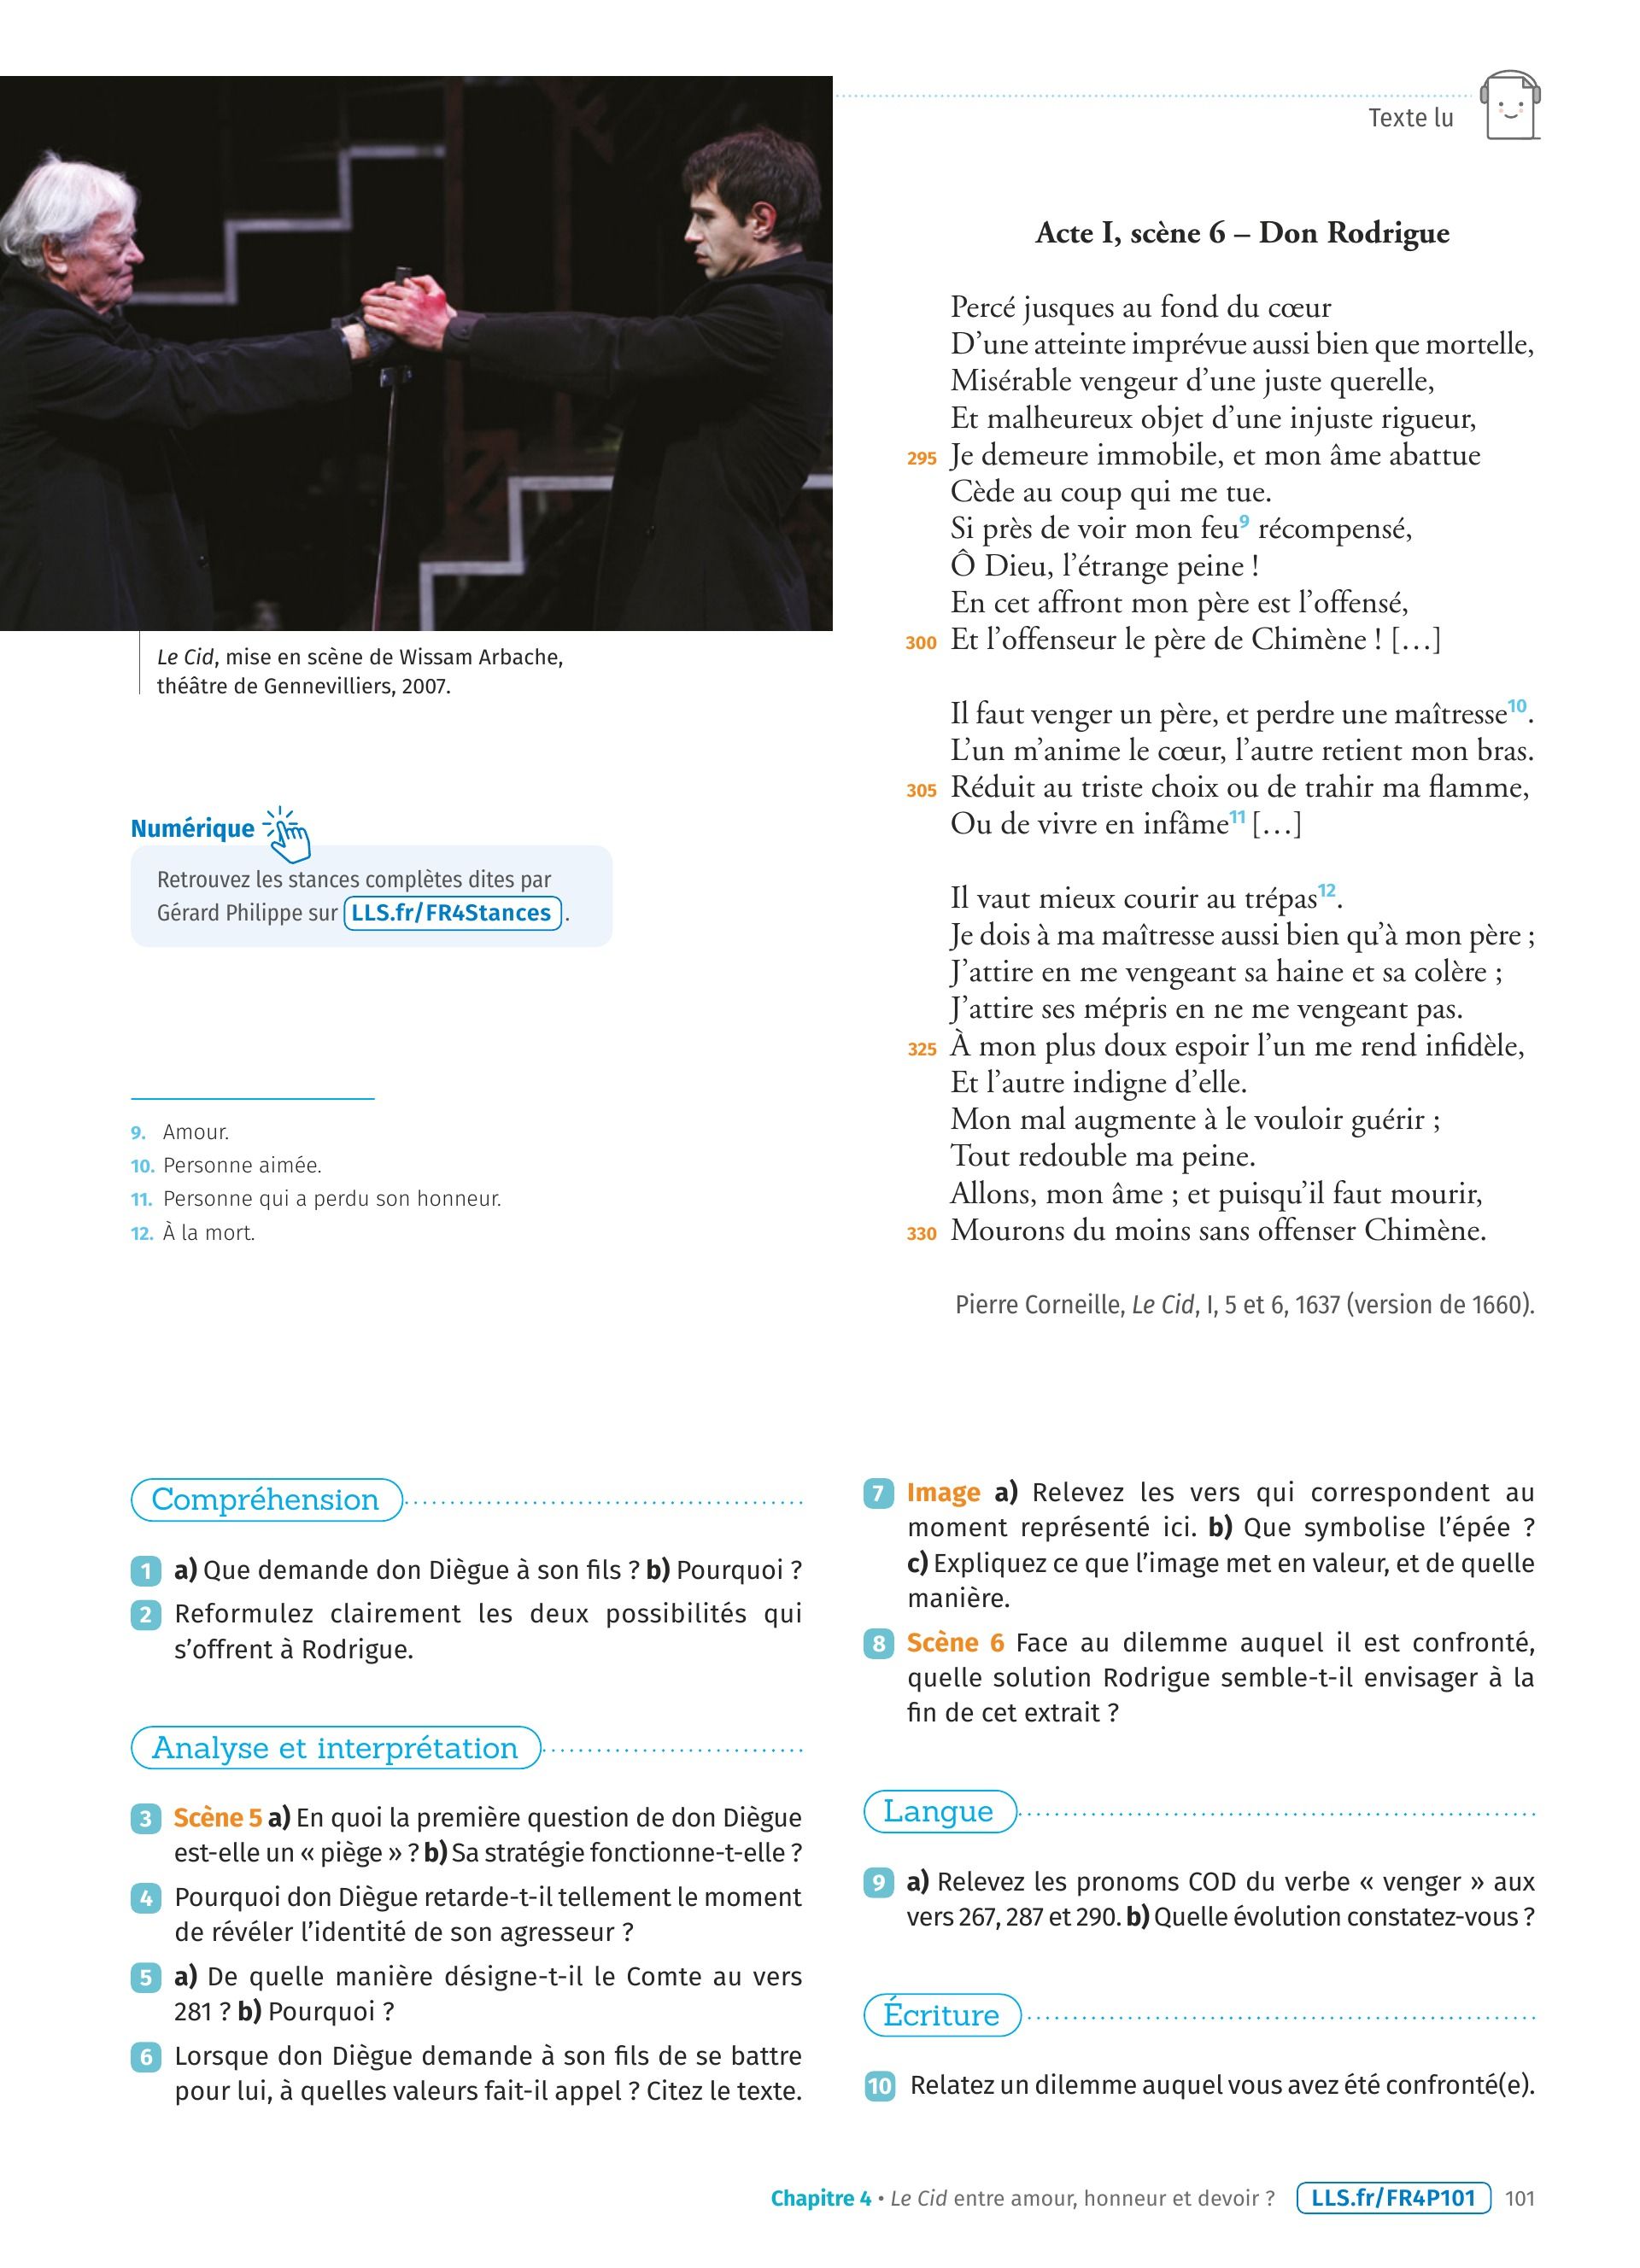 Texte lu
Acte I, scène 6 – Don Rodrigue
Percé jusques au fond du cœur
D’une atteinte imprévue aussi bien que mortelle,
Misérable vengeur d’une juste querelle,
Et malheureux objet d’une injuste rigueur,
295 Je demeure immobile, et mon âme abattue
Cède au coup qui me tue.
Si près de voir mon feu9 récompensé,
Ô Dieu, l’étrange peine !
En cet affront mon père est l’offensé,
300 Et l’offenseur le père de Chimène ! […]
Il faut venger un père, et perdre une maîtresse10.
L’un m’anime le cœur, l’autre retient mon bras.
305 Réduit au triste choix ou de trahir ma flamme,
Ou de vivre en infâme11 […]
Il vaut mieux courir au trépas12.
Je dois à ma maîtresse aussi bien qu’à mon père ;
J’attire en me vengeant sa haine et sa colère ;
J’attire ses mépris en ne me vengeant pas.
325 À mon plus doux espoir l’un me rend infidèle,
Et l’autre indigne d’elle.
Mon mal augmente à le vouloir guérir ;
Tout redouble ma peine.
Allons, mon âme ; et puisqu’il faut mourir,
330 Mourons du moins sans offenser Chimène.
Pierre Corneille, Le Cid, I, 5 et 6, 1637 (version de 1660).
Le Cid, mise en scène de Wissam Arbache,
théâtre de Gennevilliers, 2007.
Numérique
Retrouvez les stances complètes dites par
Gérard Philippe sur LLS.fr/FR4Stances .
9. Amour.
10. Personne aimée.
11. Personne qui a perdu son honneur.
12. À la mort.
Compréhension
1 a) Que demande don Diègue à son fils ? b) Pourquoi ?
2 Reformulez clairement les deux possibilités qui
s’offrent à Rodrigue.
Analyse et interprétation
3 Scène 5 a) En quoi la première question de don Diègue
est-elle un « piège » ? b) Sa stratégie fonctionne-t-elle ?
4 Pourquoi don Diègue retarde-t-il tellement le moment
de révéler l’identité de son agresseur ?
5 a) De quelle manière désigne-t-il le Comte au vers
281 ? b) Pourquoi ?
6 Lorsque don Diègue demande à son fils de se battre
pour lui, à quelles valeurs fait-il appel ? Citez le texte.
7 Image a) Relevez les vers qui correspondent au
moment représenté ici. b) Que symbolise l’épée ?
c) Expliquez ce que l’image met en valeur, et de quelle
manière.
8 Scène 6 Face au dilemme auquel il est confronté,
quelle solution Rodrigue semble-t-il envisager à la
fin de cet extrait ?
Langue
9 a) Relevez les pronoms COD du verbe « venger » aux
vers 267, 287 et 290. b) Quelle évolution constatez-vous ?
Écriture
10 Relatez un dilemme auquel vous avez été confronté(e).
Chapitre 4 • Le Cid entre amour, honneur et devoir ? LLS.fr/FR4P101 101